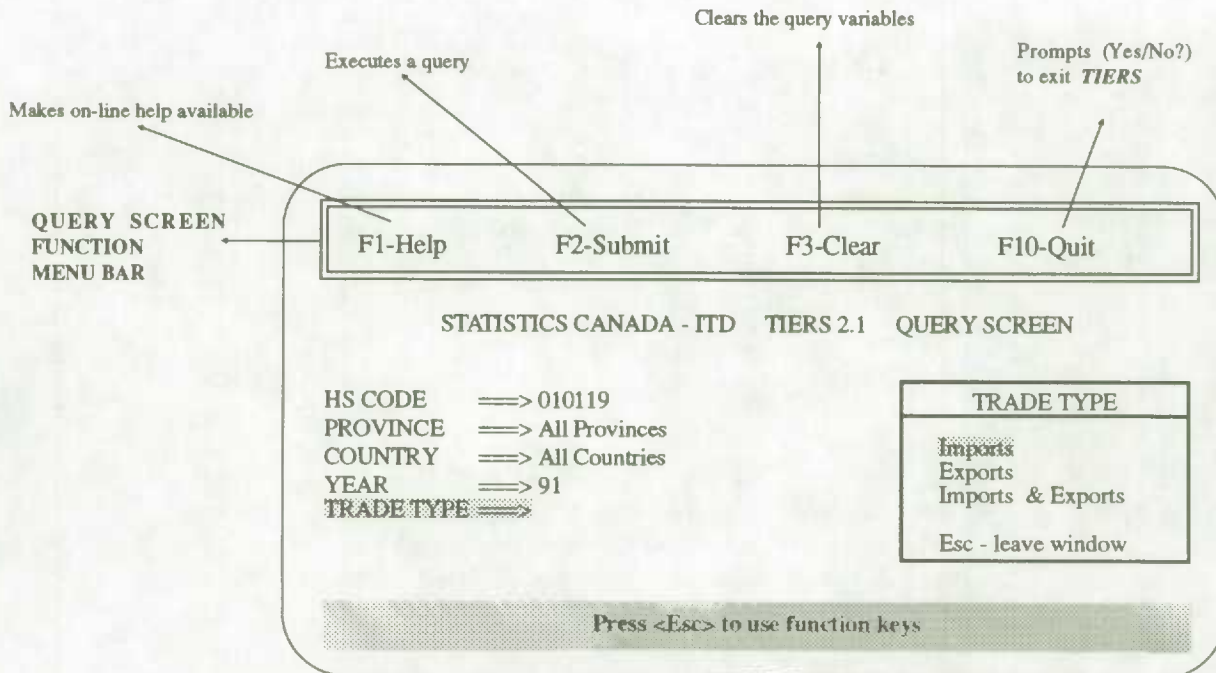 Clears the query variables
Executes a query
Prompts (Yes/No?)
to exit TIERS
Makes on-line help available
QUERY SCREEN
FUNCTION
MENU BAR
F1-Help F2-Submit F3-Clear F10-Quit
STATISTICS CANADA - ITD TIERS 2.1 QUERY SCREEN
HS CODE ===> 010119
PROVINCE ===> All Provinces
COUNTRY ===> All Countries
YEAR ===> 91
TRADE TYPE ===>
TRADE TYPE
Imports
Exports
Imports & Exports
Esc - leave window
Press <Esc> to use function keys